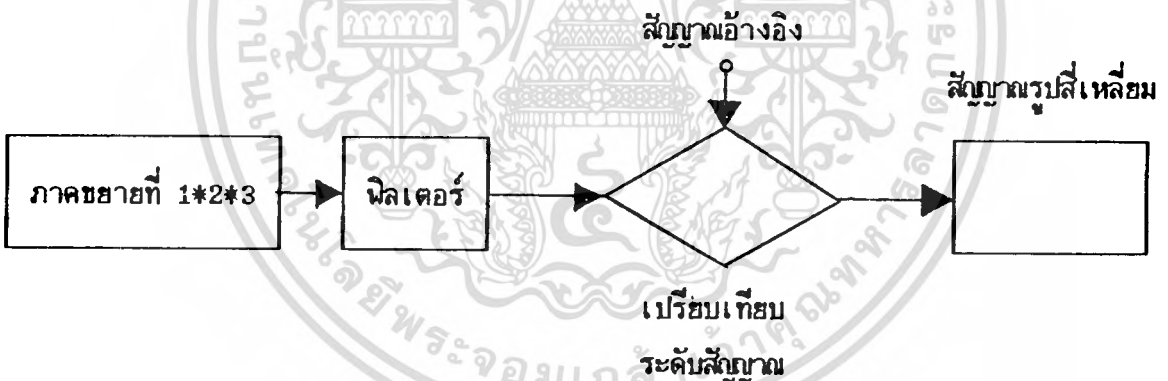 สัญญาณอ้างอิง
สัญญาณรูปสี่เหลี่ยม
ภาคขยายที่ 1*2*3
ฟิลเตอร์
เปรียบเทียบ
ระดับสัญญาณ